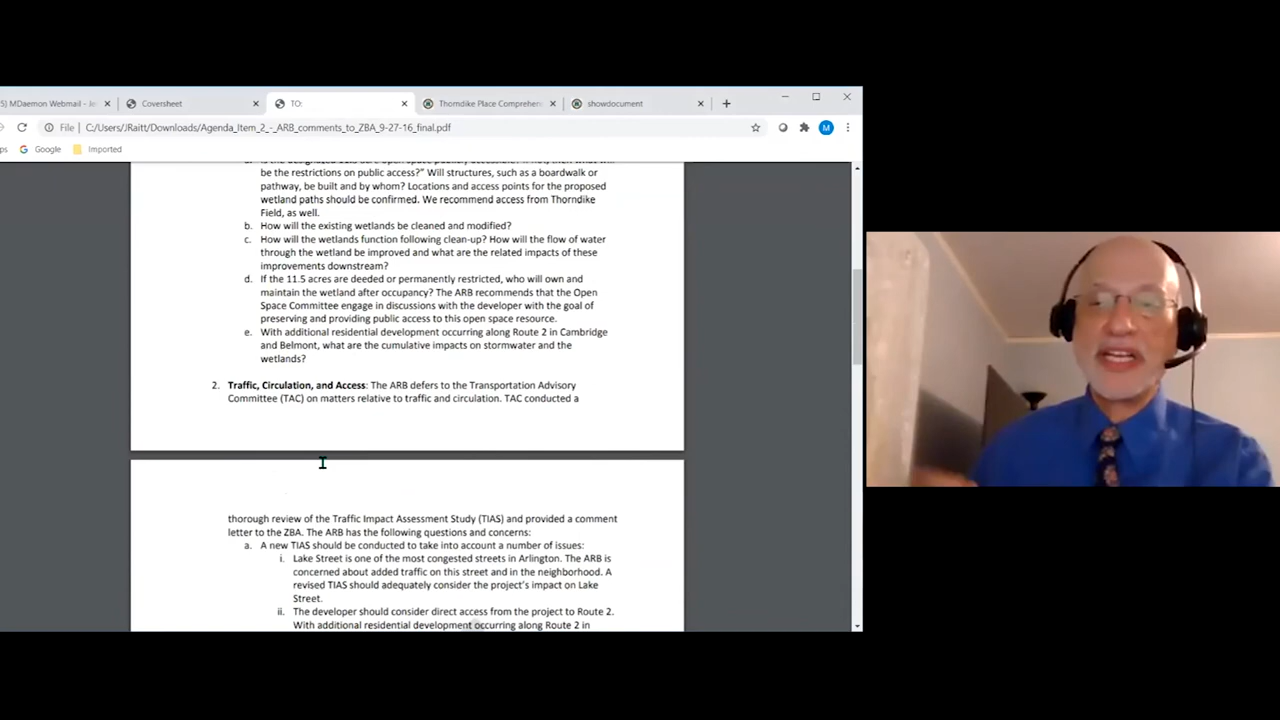 5) MDaemon Webmail - Je
Coversheet
TO:
Thorndike Place Comprehen
showdocument
File
C:/Users/JRaitt/Downloads/Agenda_Item_2_-_ARB_comments_to_ZBA_9-27-16_final.pdf
M
ps
Google
Imported
be the restrictions on public access?" Will structures, such as a boardwalk or
pathway, be built and by whom? Locations and access points for the proposed
wetland paths should be confirmed. We recommend access from Thorndike
Field, as well.
b. How will the existing wetlands be cleaned and modified?
c. How will the wetlands function following clean-up? How will the flow of water
through the wetland be improved and what are the related impacts of these
improvements downstream?
d. If the 11.5 acres are deeded or permanently restricted, who will own and
maintain the wetland after occupancy? The ARB recommends that the Open
Space Committee engage in discussions with the developer with the goal of
preserving and providing public access to this open space resource.
e. With additional residential development occurring along Route 2 in Cambridge
and Belmont, what are the cumulative impacts on stormwater and the
wetlands?
2. Traffic, Circulation, and Access: The ARB defers to the Transportation Advisory
Committee (TAC) on matters relative to traffic and circulation. TAC conducted a
thorough review of the Traffic Impact Assessment Study (TIAS) and provided a comment
letter to the ZBA. The ARB has the following questions and concerns:
a. A new TIAS should be conducted to take into account a number of issues:
i. Lake Street is one of the most congested streets in Arlington. The ARB is
concerned about added traffic on this street and in the neighborhood. A
revised TIAS should adequately consider the project's impact on Lake
Street.
ii. The developer should consider direct access from the project to Route 2.
With additional residential development occurring along Route 2 in